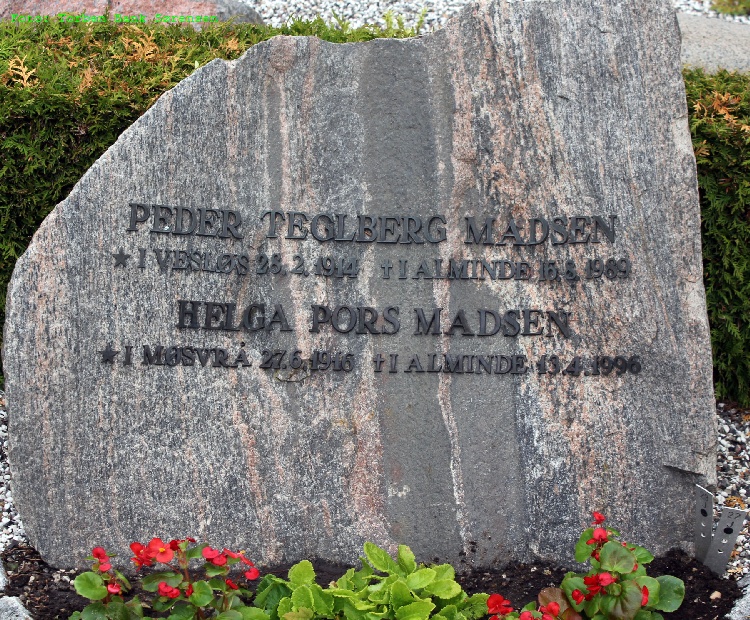 PEDER TEGLBERG MADSEN
★ I VESLØS 28.2.1914 † I ALMINDE 16.8.1989
HELGA PORS MADSEN
★ I MØSVRÅ 27.6.1916 † I ALMINDE 13.4.1996